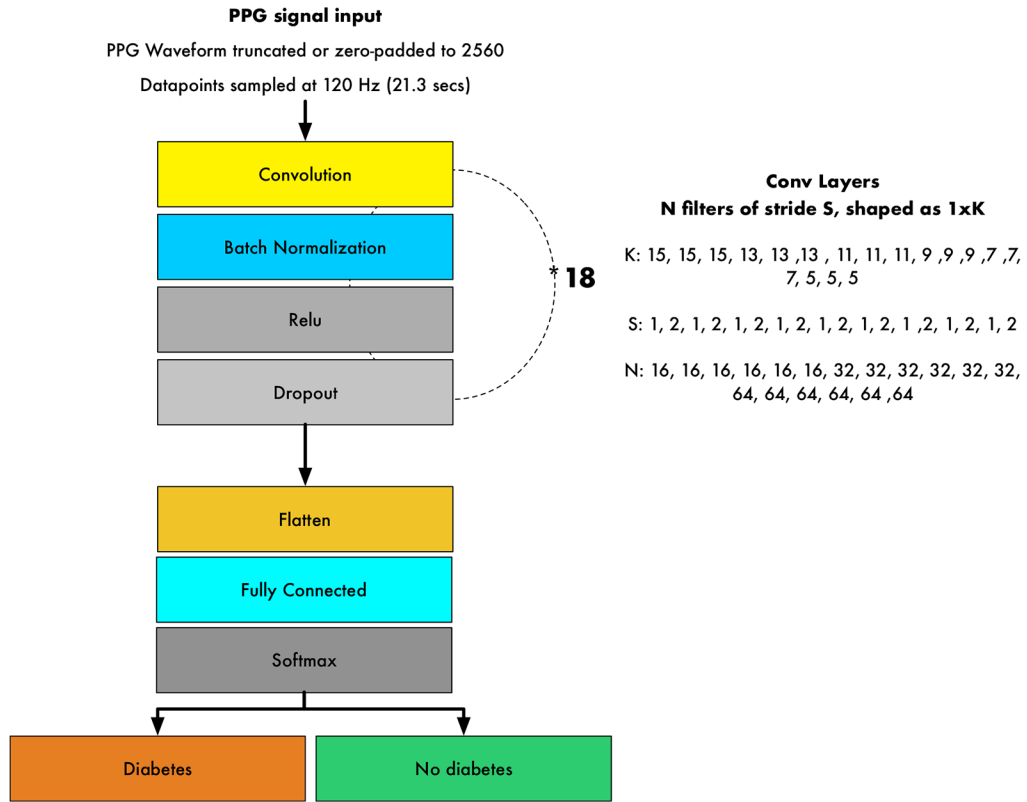 PPG signal input
PPG Waveform truncated or zero-padded to 2560
Datapoints sampled at 120 Hz (21.3 secs)
Convolution
Batch Normalization
Relu
Dropout
* 18
Conv Layers
N filters of stride S, shaped as 1xK
K: 15, 15, 15, 13, 13 ,13 , 11, 11, 11, 9 ,9 ,9 ,7 ,7,
7, 5, 5, 5
S: 1, 2, 1, 2, 1, 2, 1, 2, 1, 2, 1, 2, 1 ,2, 1, 2, 1, 2
N: 16, 16, 16, 16, 16, 16, 32, 32, 32, 32, 32, 32,
64, 64, 64, 64, 64 ,64
Flatten
Fully Connected
Softmax
Diabetes
No diabetes